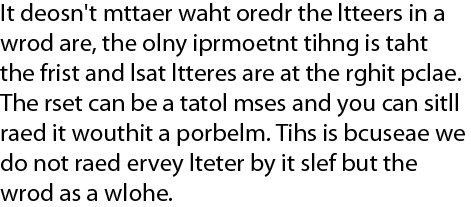 It deosn't mttaer waht oredr the ltteers in a
wrod are, the olny iprmoetnt tihng is taht
the frist and lsat ltteres are at the rghit pclae.
The rset can be a tatol mses and you can sitll
raed it wouthit a porbelm. Tihs is bcuseae we
do not raed ervey lteter by it slef but the
wrod as a wlohe.